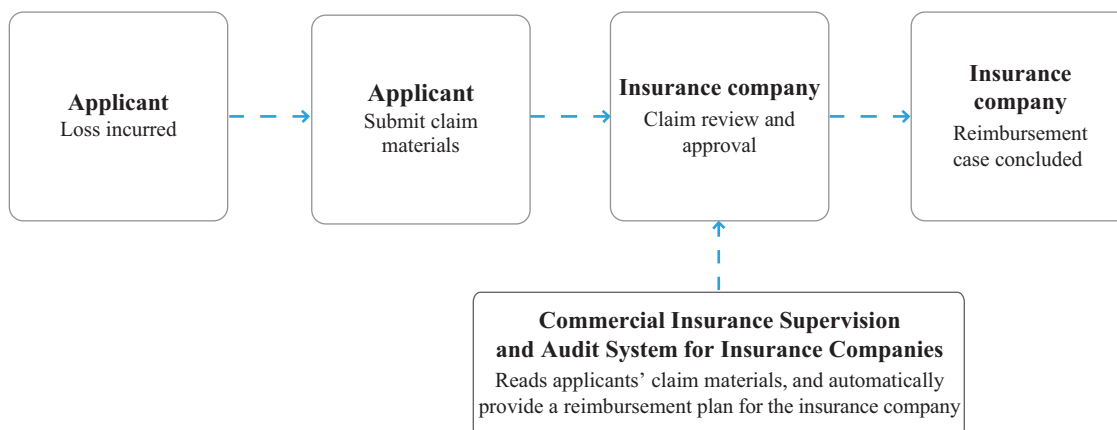 Applicant
Loss incurred
Applicant
Submit claim
materials
Insurance company
Claim review and
approval
Insurance
company
Reimbursement
case concluded
Commercial Insurance Supervision
and Audit System for Insurance Companies
Reads applicants’ claim materials, and automatically
provide a reimbursement plan for the insurance company